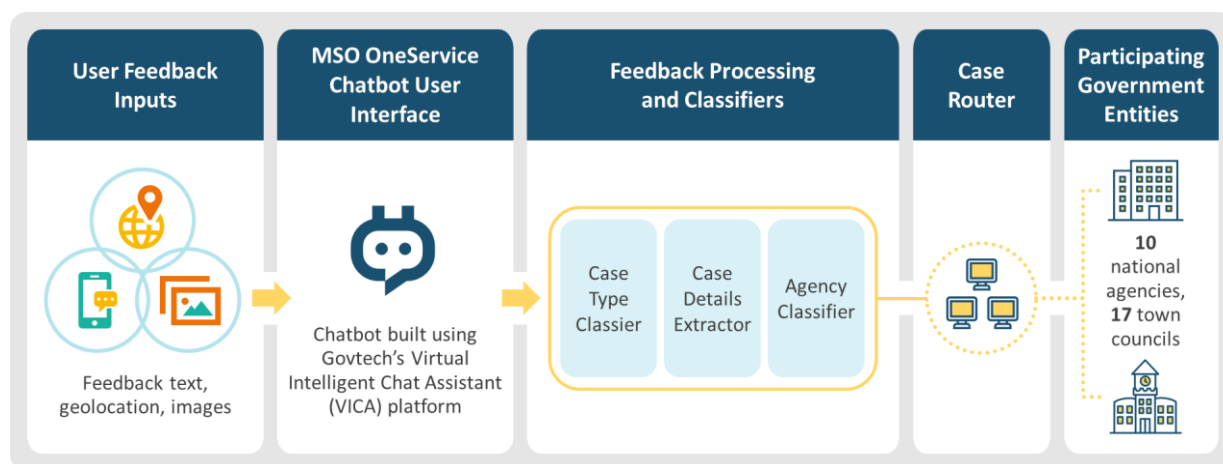 User Feedback
Inputs
MSO OneService
Chatbot User
Interface
Feedback Processing
and Classifiers
Case
Router
Participating
Government
Entities
Feedback text,
geolocation, images
Chatbot built using
Govtech's Virtual
Intelligent Chat Assistant
(VICA) platform
Case
Type
Classier
Case
Details
Extractor
Agency
Classifier
10
national
agencies,
17 town
councils